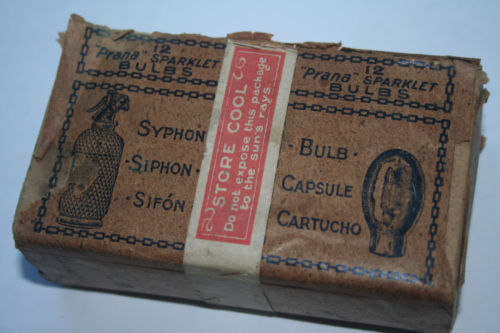 12
"Prana" SPARKLET
BULBS
SYPHON
SIPHON
SIFÓN
STORE COOL
Do not expose this package
to the sun's rays.
12
"Prana" SPARKLET
BULBS
BULB
CAPSULE
CARTUCHO